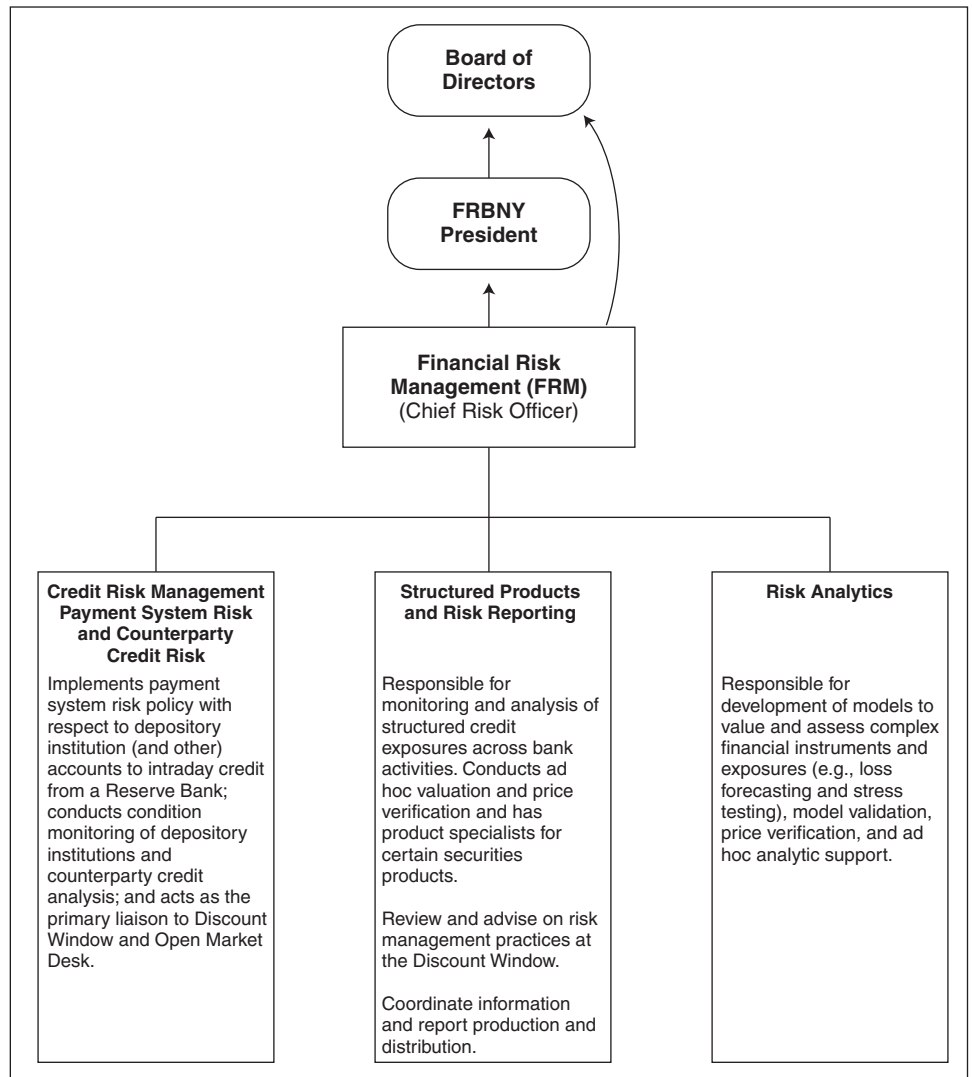 Board of
Directors
FRBNY
President
Financial Risk
Management (FRM)
(Chief Risk Officer)
Credit Risk Management
Payment System Risk
and Counterparty
Credit Risk
Implements payment
system risk policy with
respect to depository
institution (and other)
accounts to intraday credit
from a Reserve Bank;
conducts condition
monitoring of depository
institutions and
counterparty credit
analysis; and acts as the
primary liaison to Discount
Window and Open Market
Desk.
Structured Products
and Risk Reporting
Responsible for
monitoring and analysis of
structured credit
exposures across bank
activities. Conducts ad
hoc valuation and price
verification and has
product specialists for
certain securities
products.
Review and advise on risk
management practices at
the Discount Window.
Coordinate information
and report production and
distribution.
Risk Analytics
Responsible for
development of models to
value and assess complex
financial instruments and
exposures (e.g., loss
forecasting and stress
testing), model validation,
price verification, and ad
hoc analytic support.